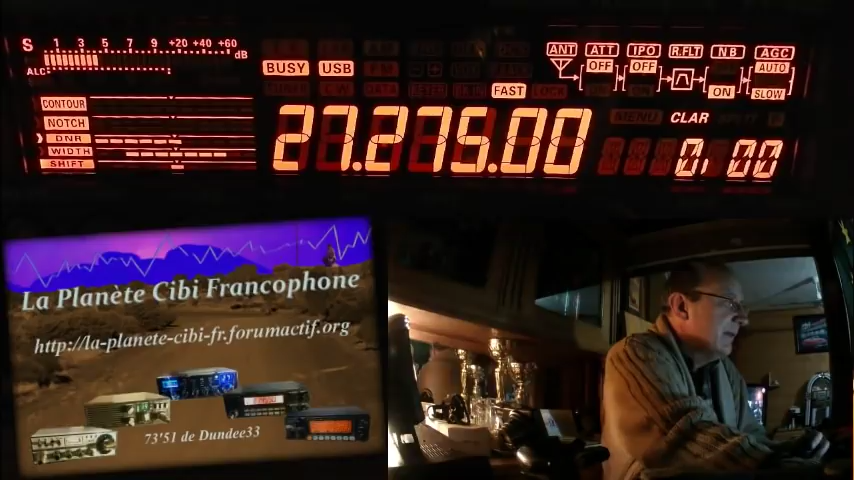 S 1 3 5 7 9 +20 +40 +60 dB
ALC
BUSY USB
FAST
ANT ATT IPO R.FLT NB AGC
OFF OFF AUTO
ON SLOW
CONTOUR
NOTCH
DNR
WIDTH
SHIFT
27.275.00
MENU CLAR SPLIT
0. 00
La Planète Cibi Francophone
http://la-planete-cibi-fr.forumactif.org
73'51 de Dundee33